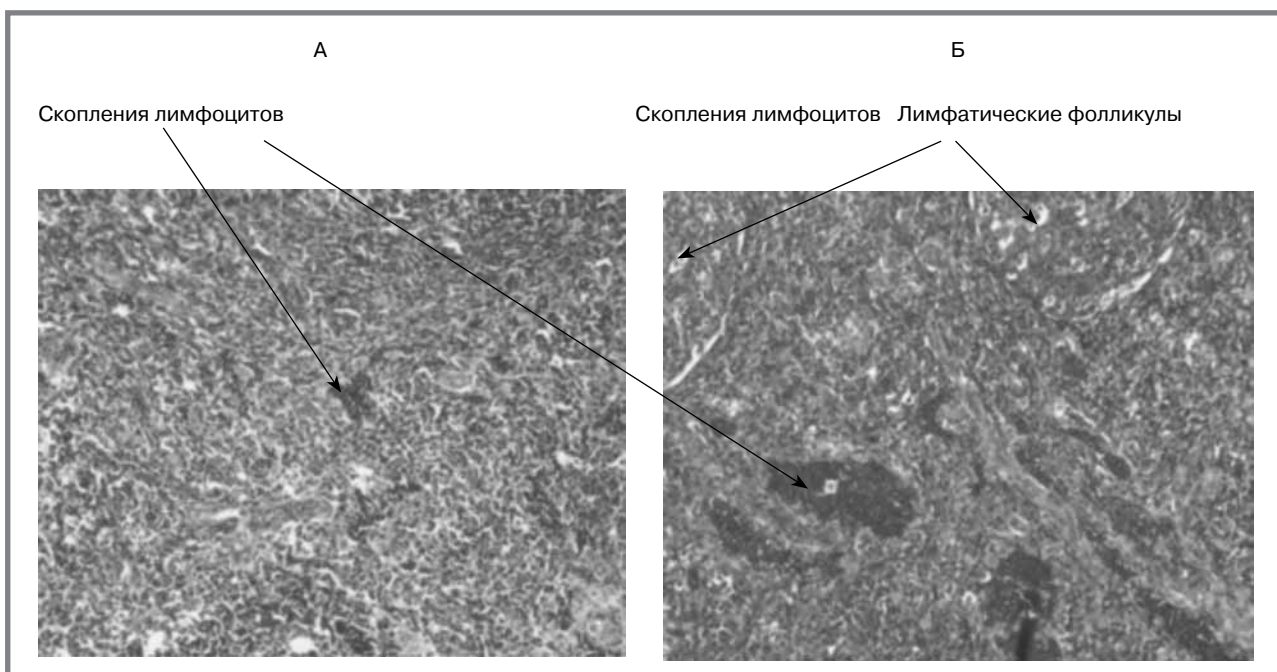 А
Б
Скопления лимфоцитов
Скопления лимфоцитов Лимфатические фолликулы